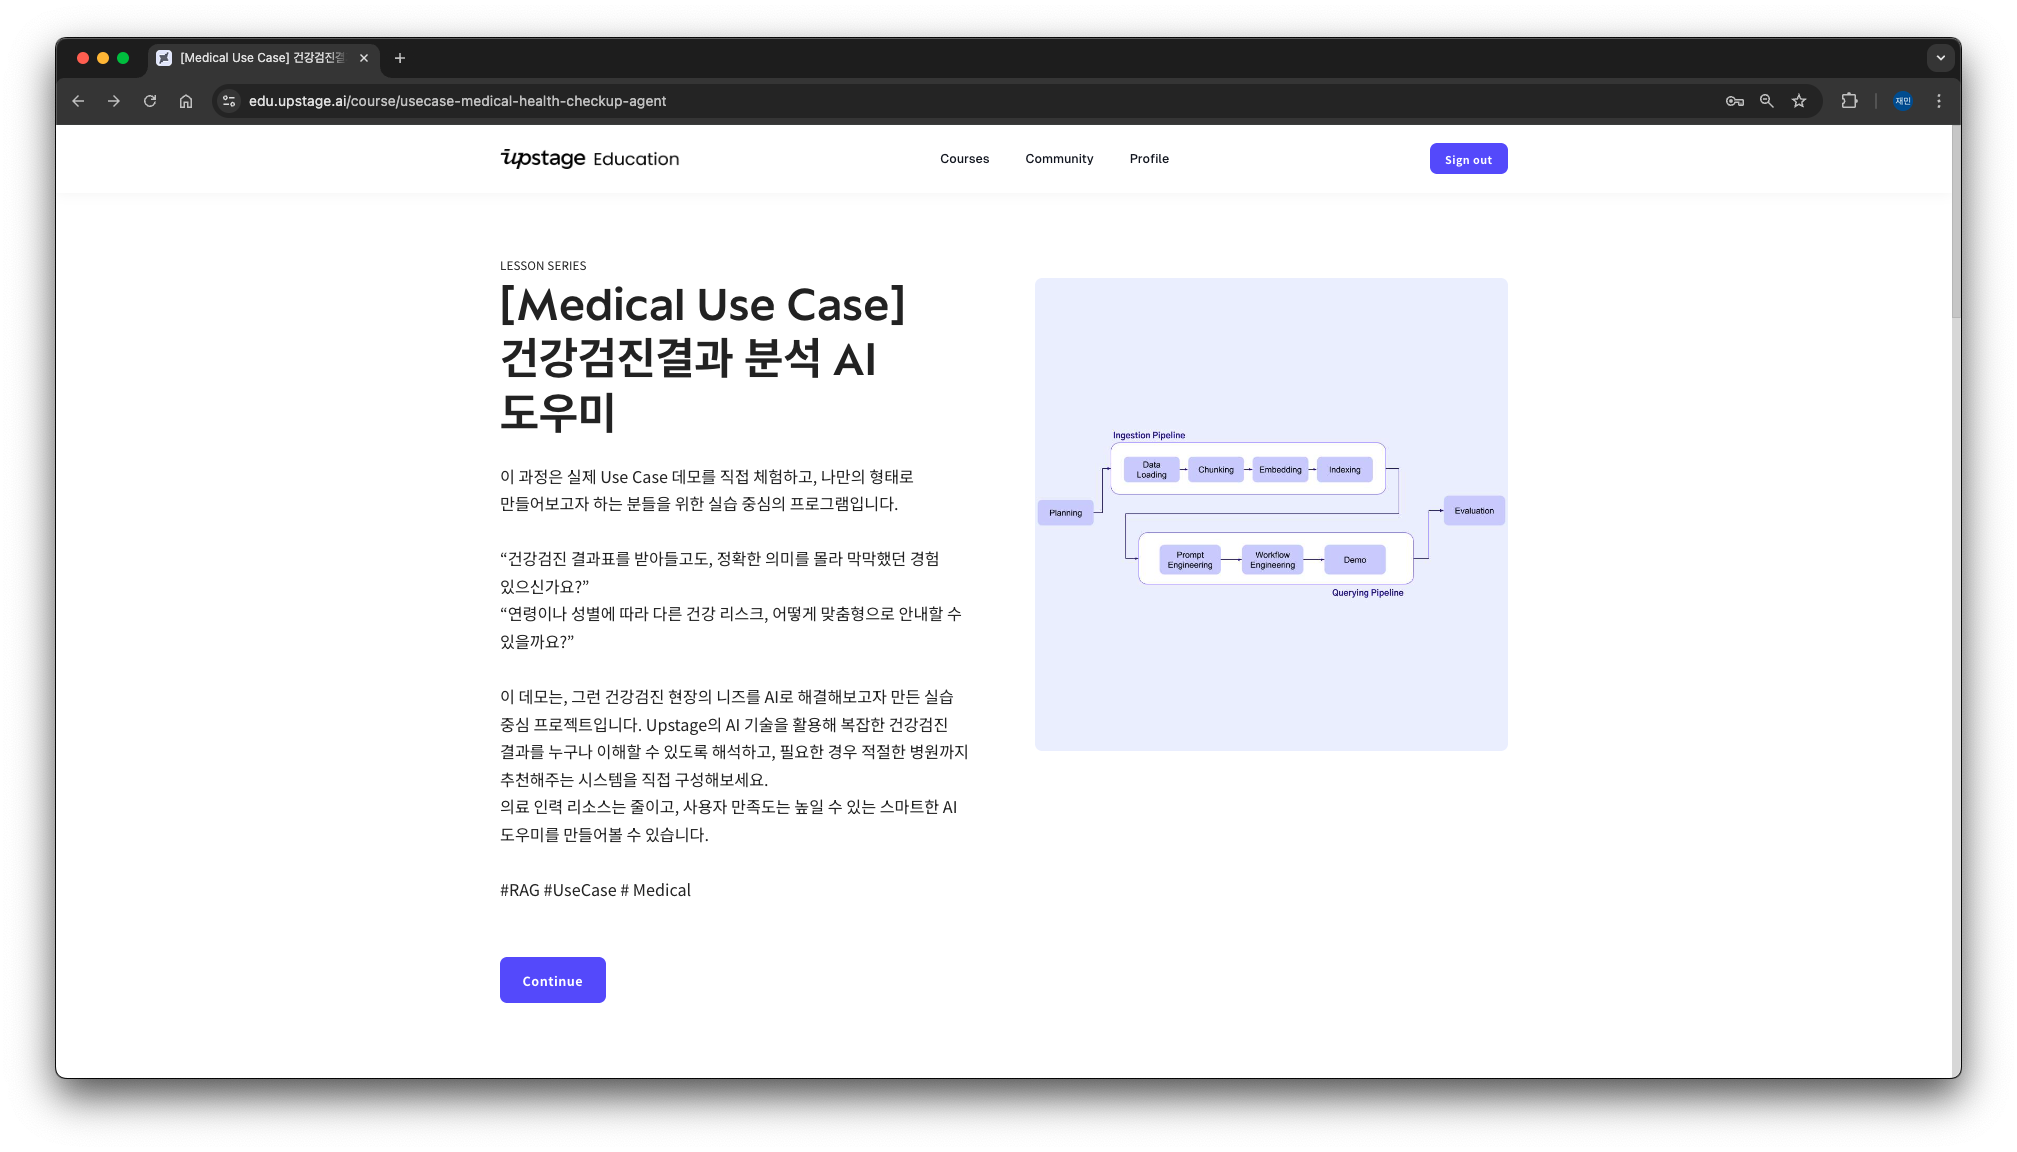 [Medical Use Case] 건강검진결
edu.upstage.ai/course/usecase-medical-health-checkup-agent
재민
upstage Education
Courses
Community
Profile
Sign out
LESSON SERIES
[Medical Use Case]
건강검진결과 분석 AI
도우미
이 과정은 실제 Use Case 데모를 직접 체험하고, 나만의 형태로
만들어보고자 하는 분들을 위한 실습 중심의 프로그램입니다.
“건강검진 결과표를 받아들고도, 정확한 의미를 몰라 막막했던 경험
있으신가요?”
“연령이나 성별에 따라 다른 건강 리스크, 어떻게 맞춤형으로 안내할 수
있을까요?”
이 데모는, 그런 건강검진 현장의 니즈를 AI로 해결해보고자 만든 실습
중심 프로젝트입니다. Upstage의 AI 기술을 활용해 복잡한 건강검진
결과를 누구나 이해할 수 있도록 해석하고, 필요한 경우 적절한 병원까지
추천해주는 시스템을 직접 구성해보세요.
의료 인력 리소스는 줄이고, 사용자 만족도는 높일 수 있는 스마트한 AI
도우미를 만들어볼 수 있습니다.
#RAG #UseCase # Medical
Continue
Ingestion Pipeline
Data
Loading
Chunking
Embedding
Indexing
Planning
Evaluation
Prompt
Engineering
Workflow
Engineering
Demo
Querying Pipeline